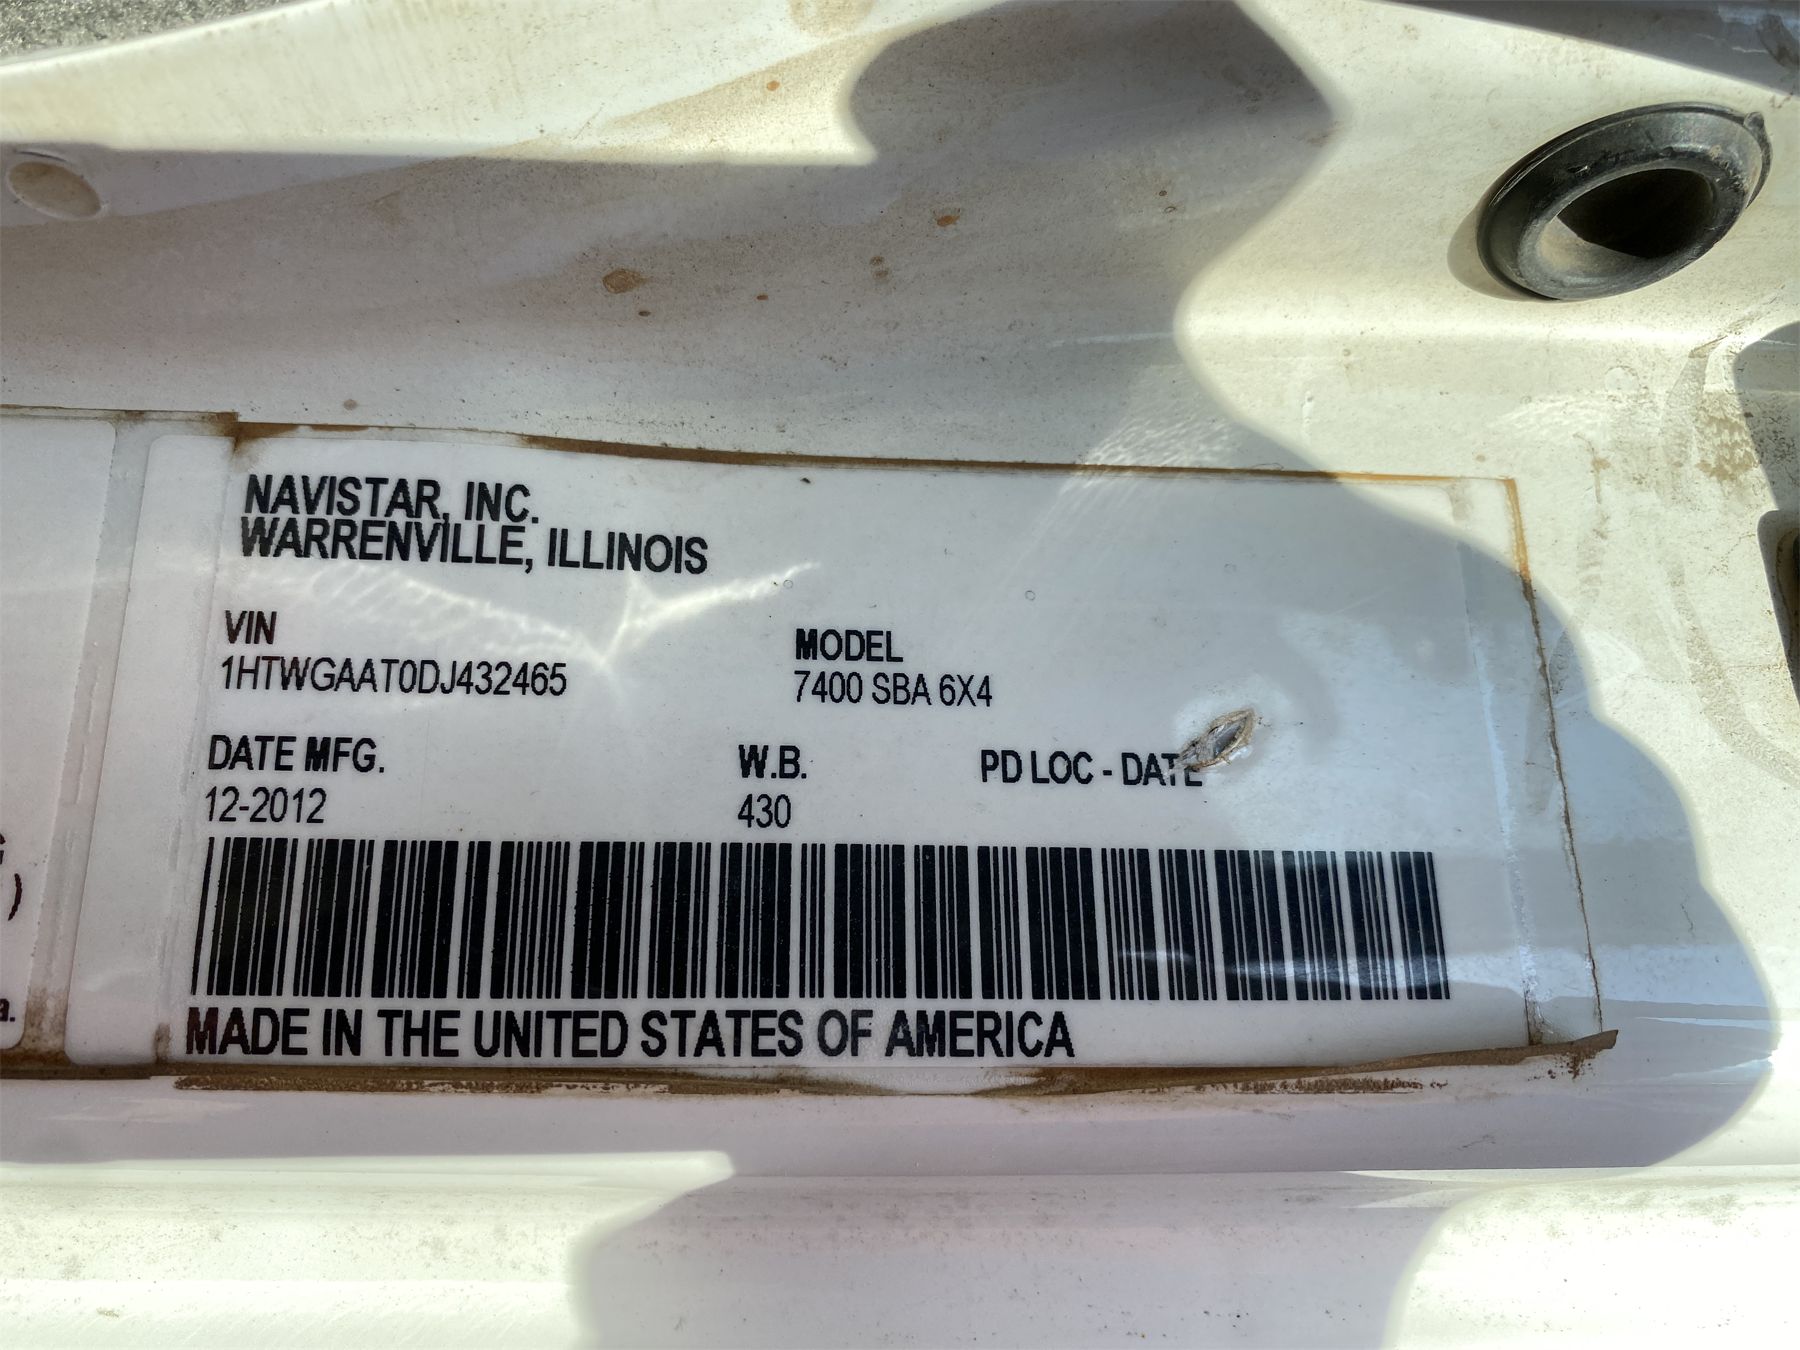 NAVISTAR, INC.
WARRENVILLE, ILLINOIS
VIN
1HTWGAAT0DJ432465
MODEL
7400 SBA 6X4
DATE MFG.
12-2012
W.B.
430
PD LOC - DATE
MADE IN THE UNITED STATES OF AMERICA
)
a.